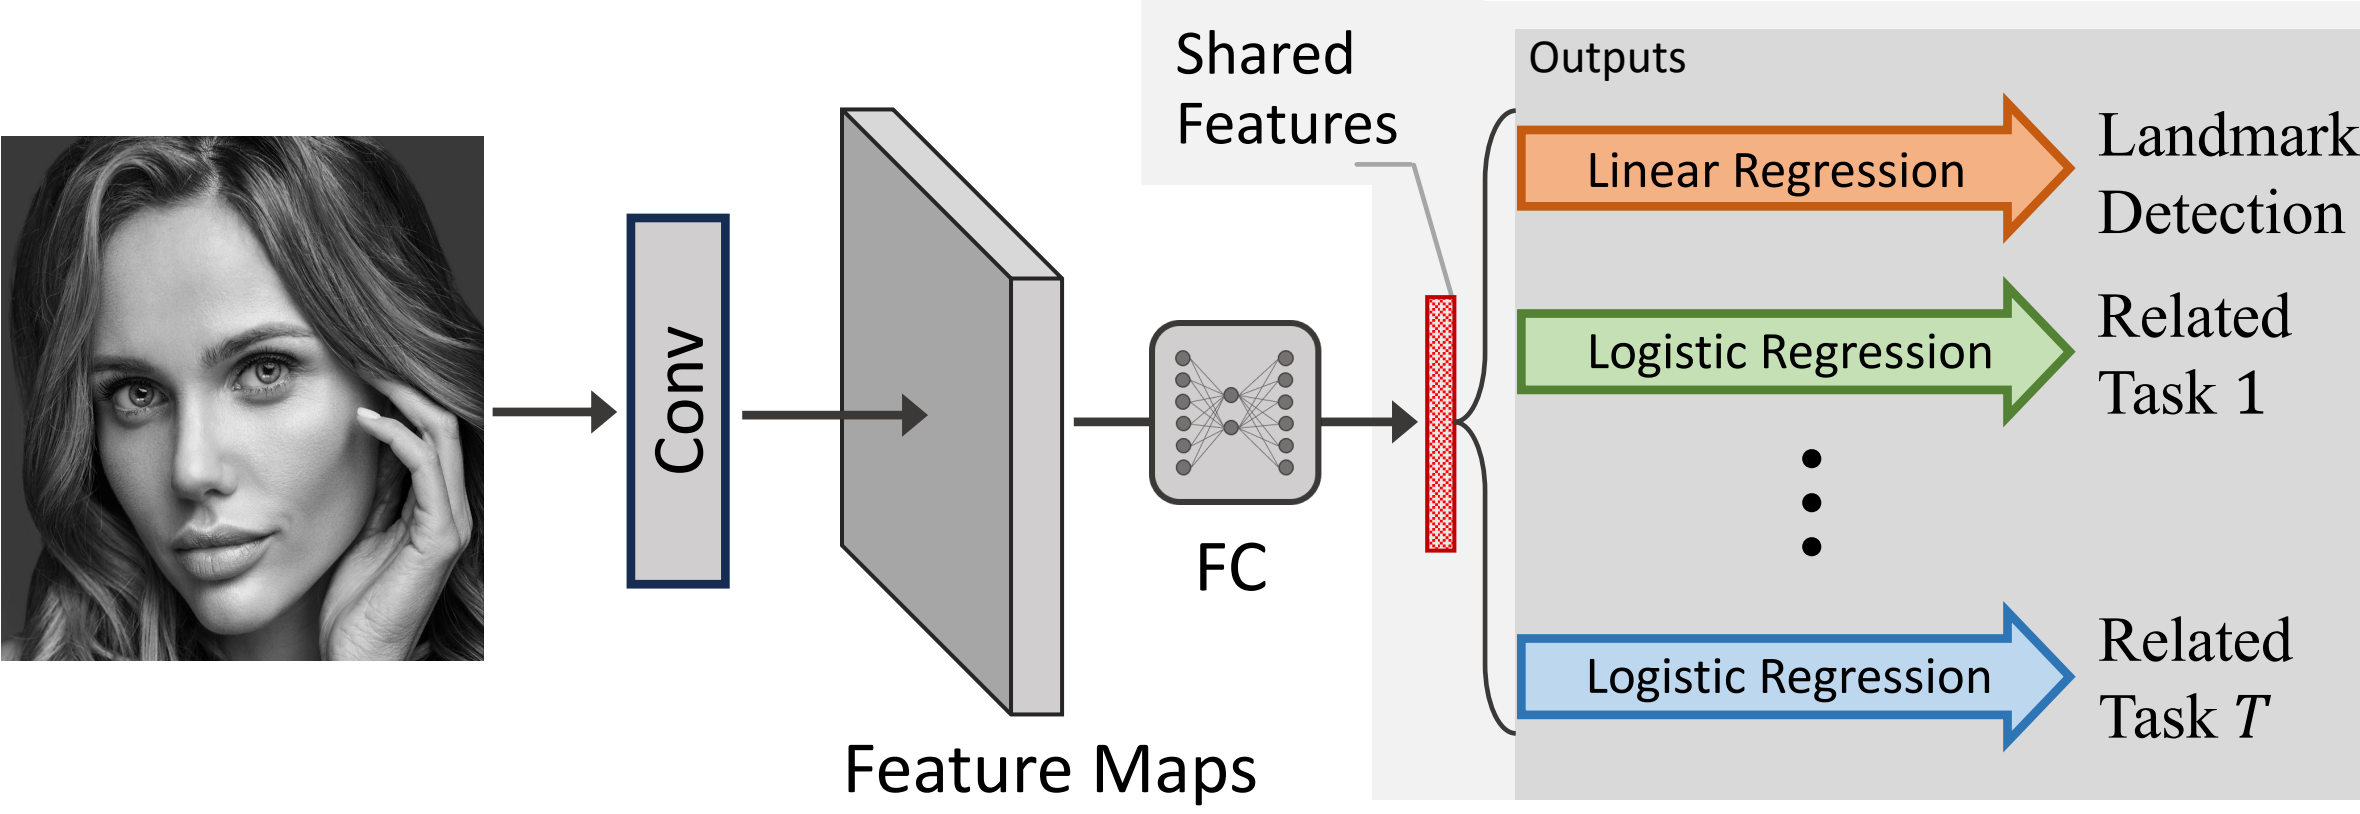 Shared
Features
Outputs
Linear Regression
Landmark
Detection
Logistic Regression
Related
Task 1
Conv
FC
Logistic Regression
Related
Task T
Feature Maps